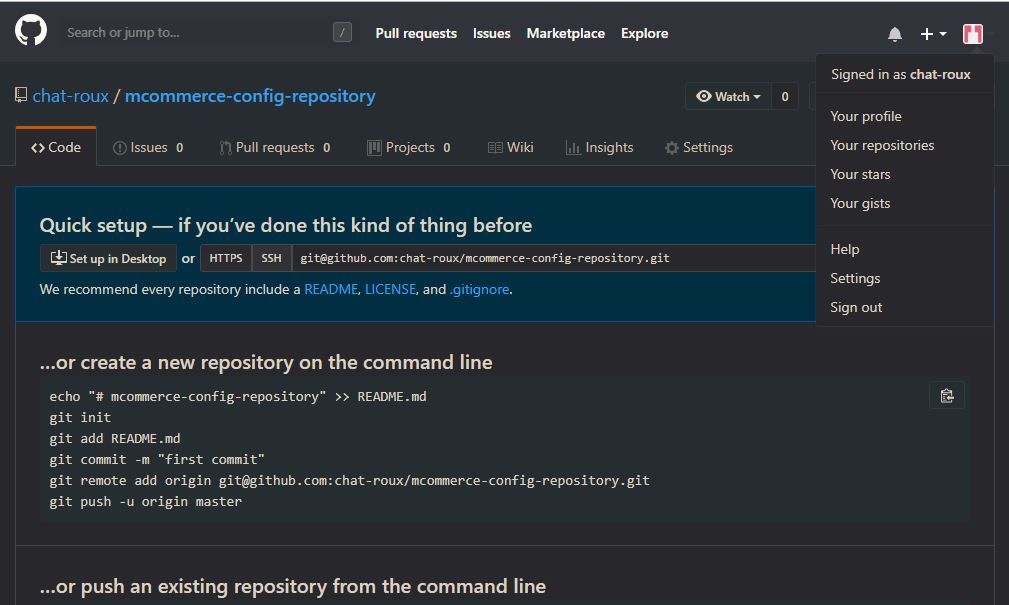 Search or jump to... / Pull requests Issues Marketplace Explore
Signed in as chat-roux
chat-roux / mcommerce-config-repository Watch 0
Your profile
Your repositories
Your stars
Your gists
Help
Settings
Sign out
Code Issues 0 Pull requests 0 Projects 0 Wiki Insights Settings
Quick setup — if you’ve done this kind of thing before
Set up in Desktop or HTTPS SSH git@github.com:chat-roux/mcommerce-config-repository.git
We recommend every repository include a README, LICENSE, and .gitignore.
…or create a new repository on the command line
echo "# mcommerce-config-repository" >> README.md
git init
git add README.md
git commit -m "first commit"
git remote add origin git@github.com:chat-roux/mcommerce-config-repository.git
git push -u origin master
…or push an existing repository from the command line